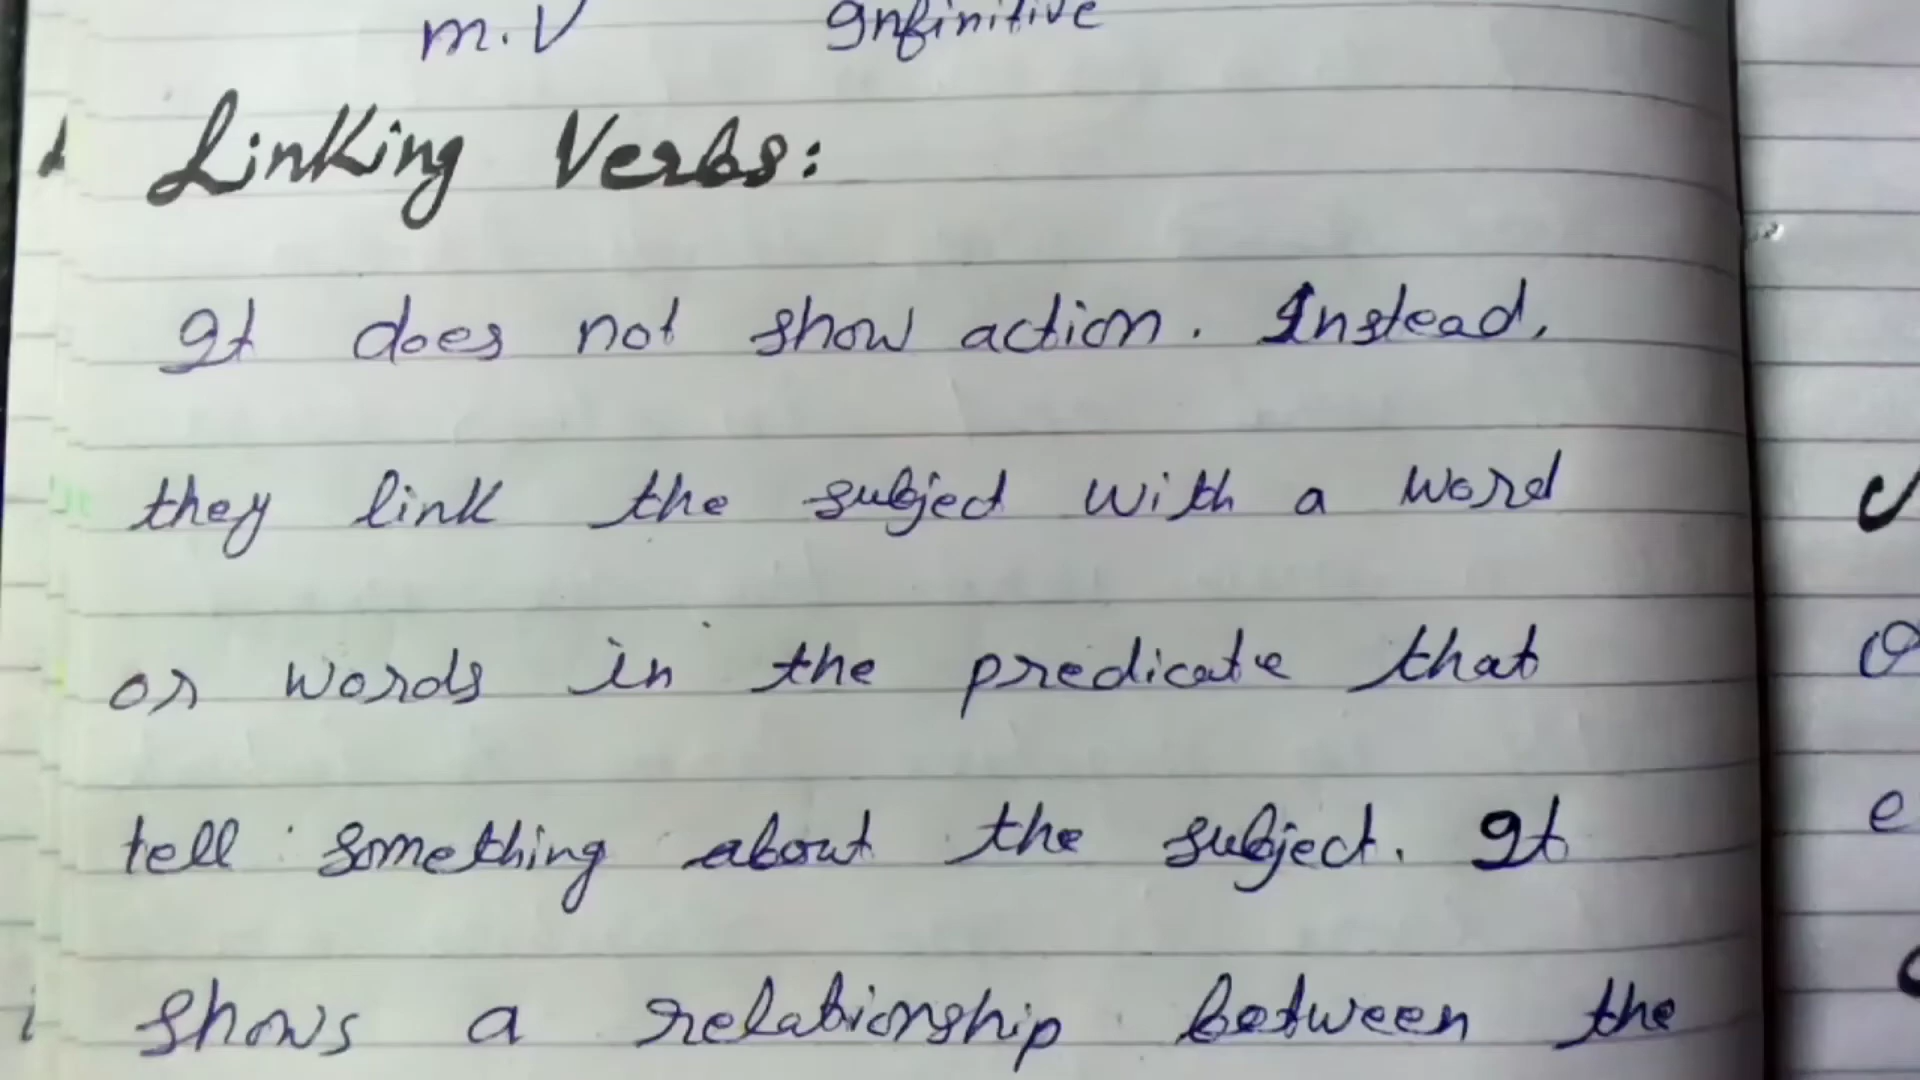 m.V Infinitive
Linking Verbs:
It does not show action. Instead,
they link the subject with a word
or words in the predicate that
tell something about the subject. It
shows a relationship between the